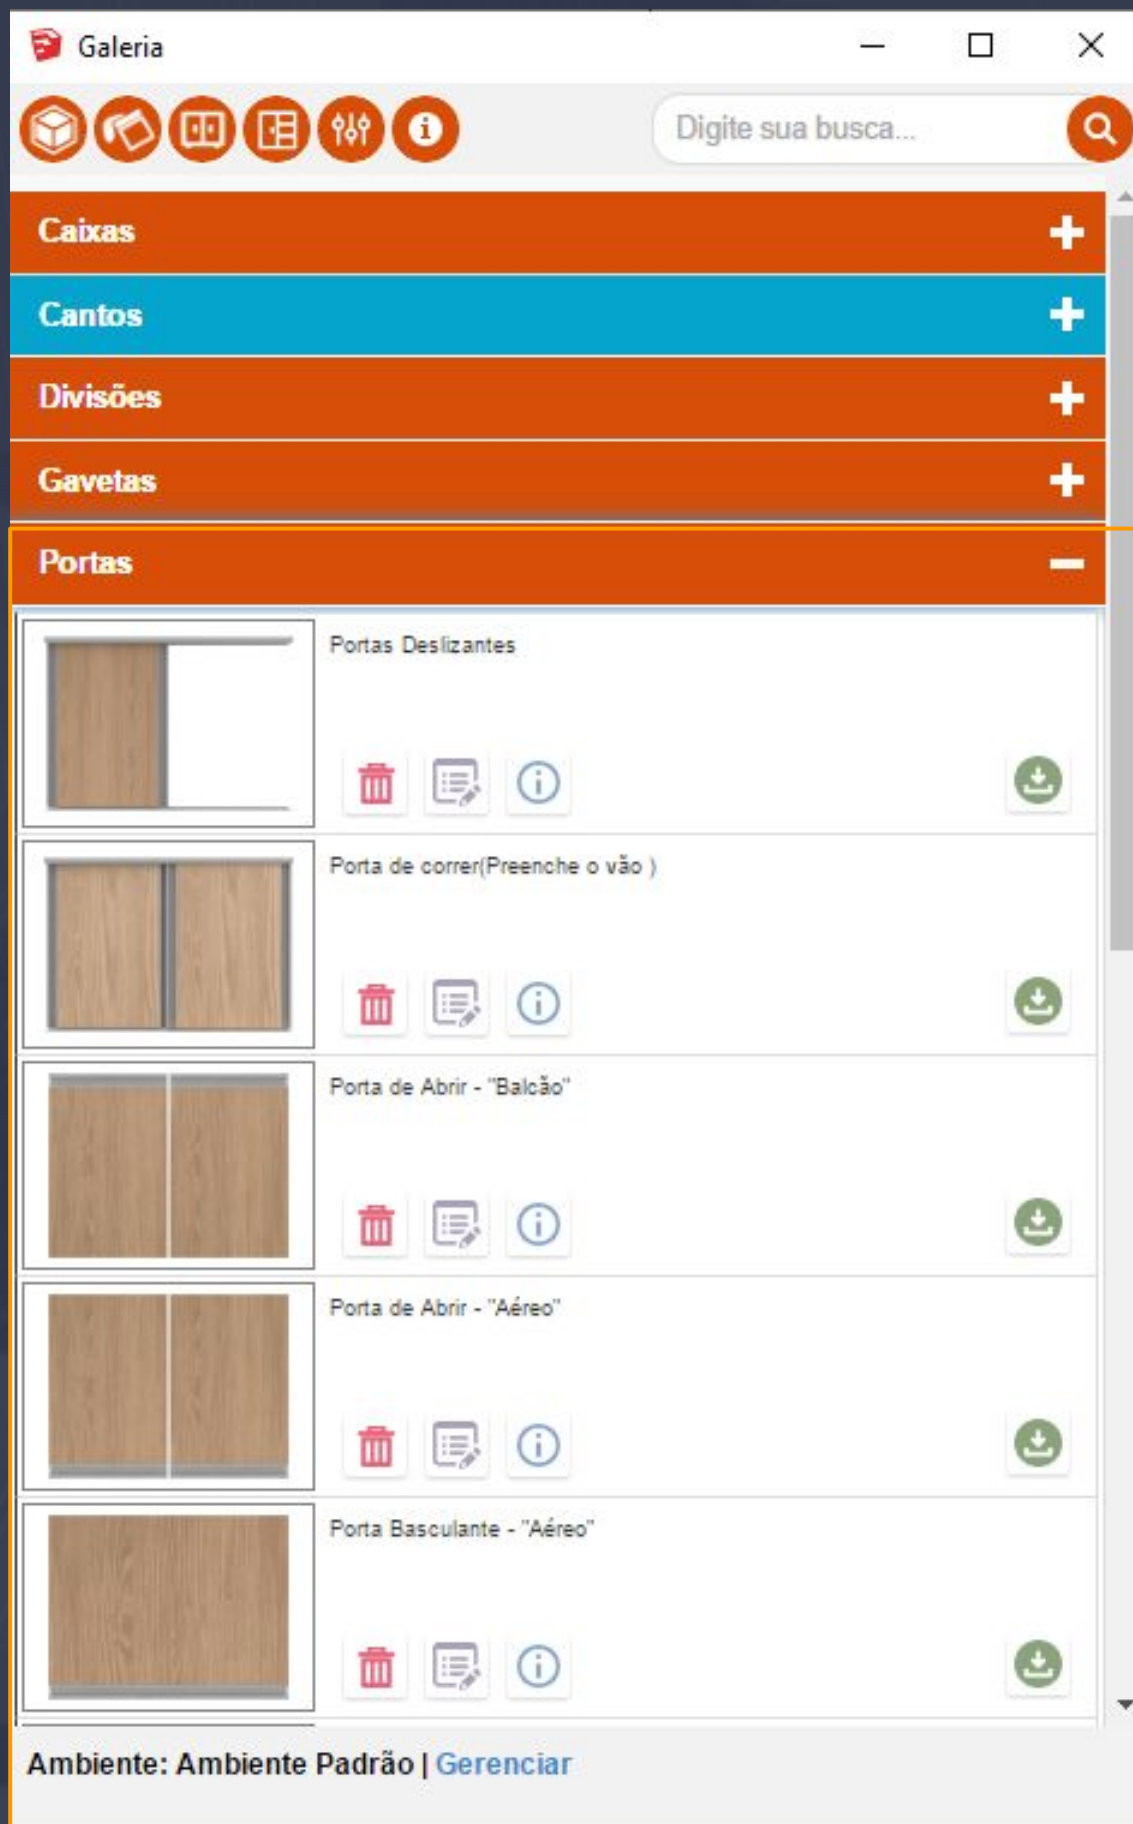 Galeria
Digite sua busca...
Caixas
Cantos
Divisões
Gavetas
Portas
Portas Deslizantes
Porta de correr(Preenche o vão )
Porta de Abrir - "Balcão"
Porta de Abrir - "Aéreo"
Porta Basculante - "Aéreo"
Ambiente: Ambiente Padrão | Gerenciar